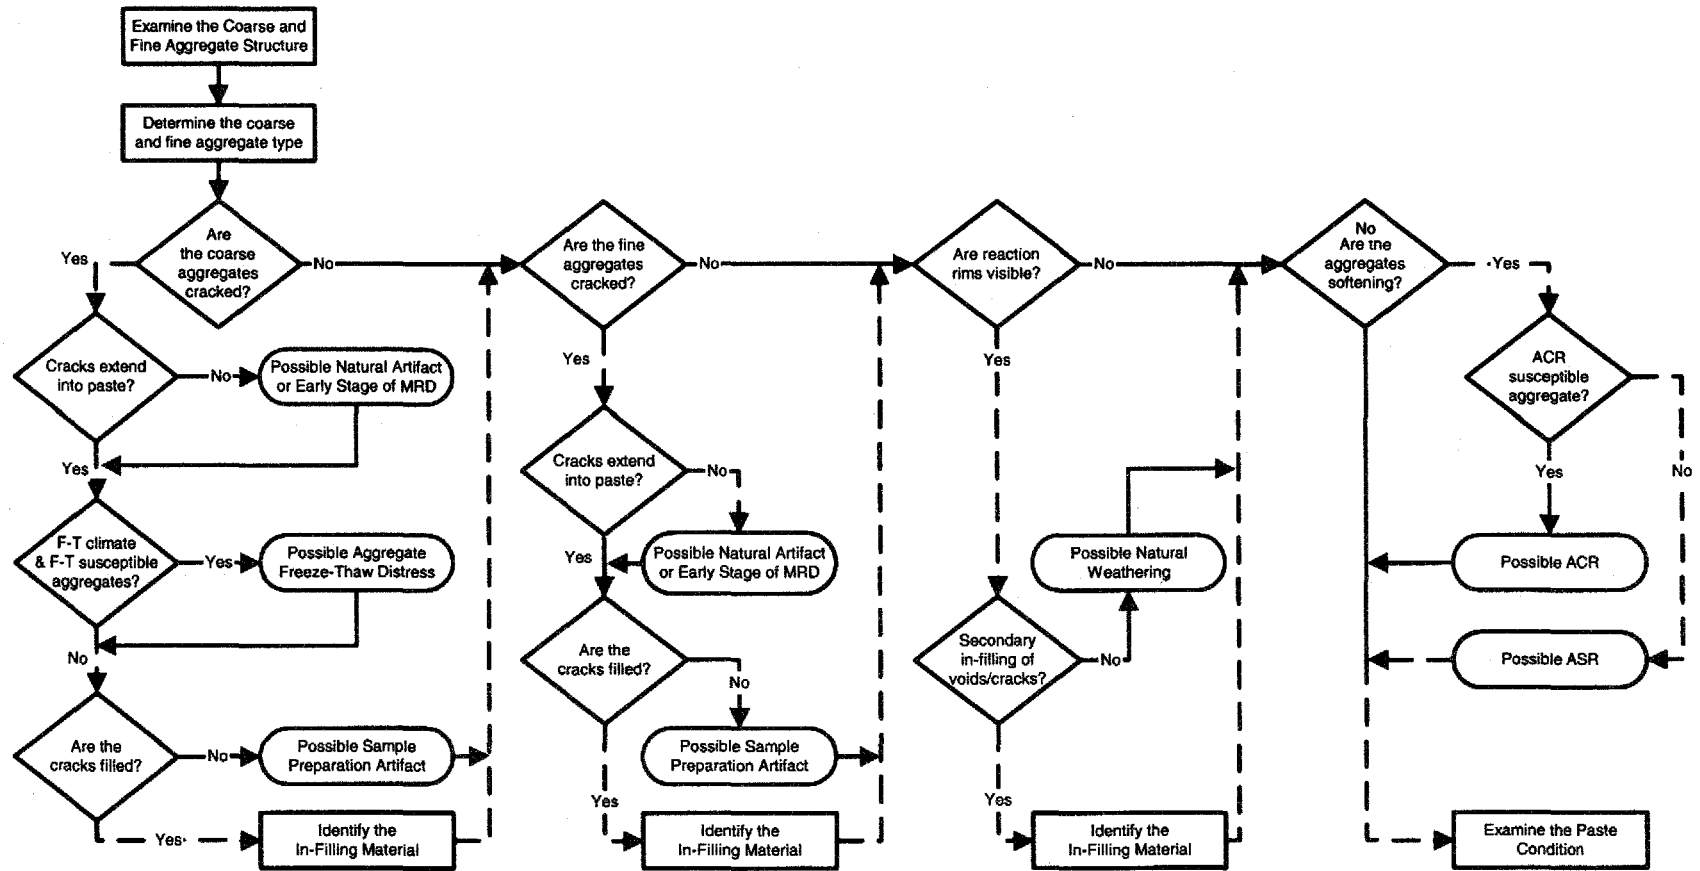 Examine the Coarse and
Fine Aggregate Structure
Determine the coarse
and fine aggregate type
Are
the coarse
aggregates
cracked?
Yes
No
Cracks extend
into paste?
No
Possible Natural Artifact
or Early Stage of MRD
Yes
F-T climate
& F-T susceptible
aggregates?
Yes
Possible Aggregate
Freeze-Thaw Distress
No
Are the
cracks filled?
No
Possible Sample
Preparation Artifact
Yes
Identify the
In-Filling Material
Are the fine
aggregates
cracked?
No
Yes
Cracks extend
into paste?
No
Possible Natural Artifact
or Early Stage of MRD
Yes
Are the
cracks filled?
No
Possible Sample
Preparation Artifact
Yes
Identify the
In-Filling Material
Are reaction
rims visible?
No
Yes
Possible Natural
Weathering
Secondary
in-filling of
voids/cracks?
No
Yes
Identify the
In-Filling Material
No
Are the
aggregates
softening?
Yes
ACR
susceptible
aggregate?
Yes
No
Possible ACR
Possible ASR
Examine the Paste
Condition